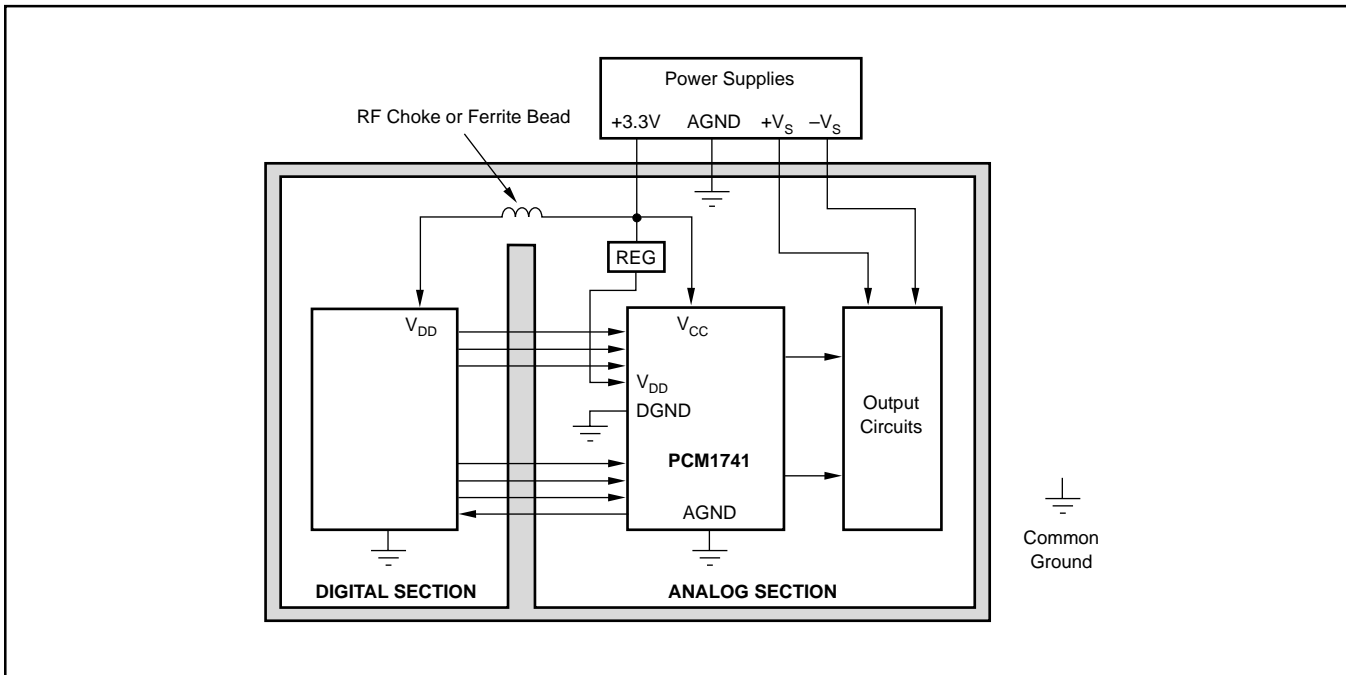 Power Supplies
RF Choke or Ferrite Bead
+3.3V AGND +VS –VS
REG
VDD
VCC
VDD
DGND
Output
Circuits
PCM1741
AGND
Common
Ground
DIGITAL SECTION
ANALOG SECTION